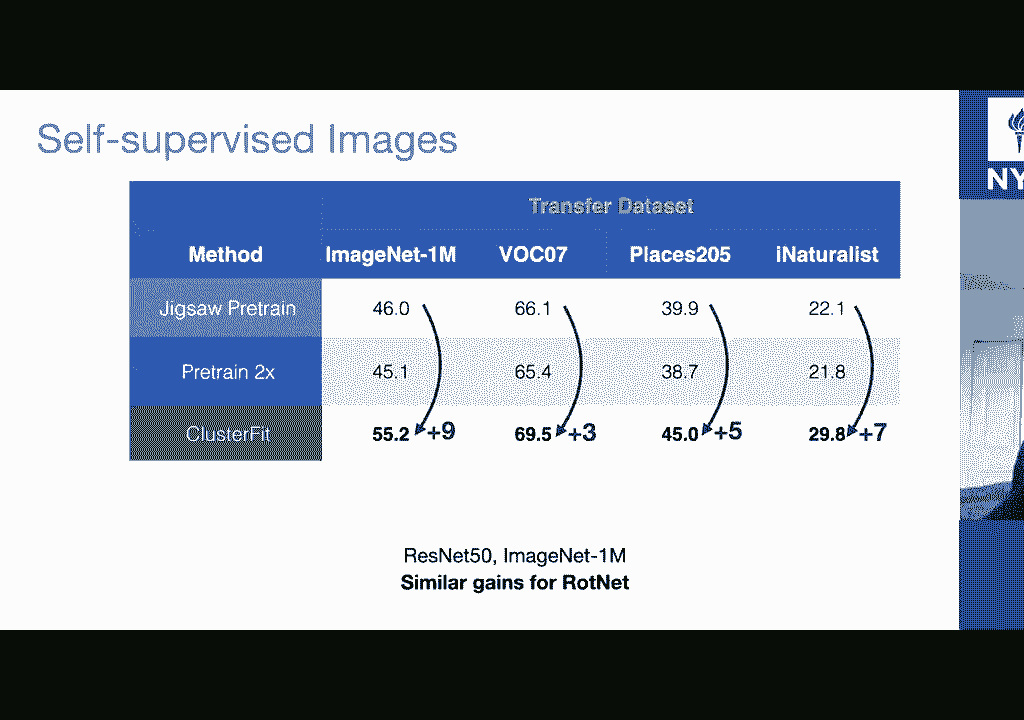 Self-supervised Images
Transfer Dataset
Method ImageNet-1M VOC07 Places205 iNaturalist
Jigsaw Pretrain 46.0 66.1 39.9 22.1
Pretrain 2x 45.1 65.4 38.7 21.8
ClusterFit 55.2 +9 69.5 +3 45.0 +5 29.8 +7
ResNet50, ImageNet-1M
Similar gains for RotNet
NY